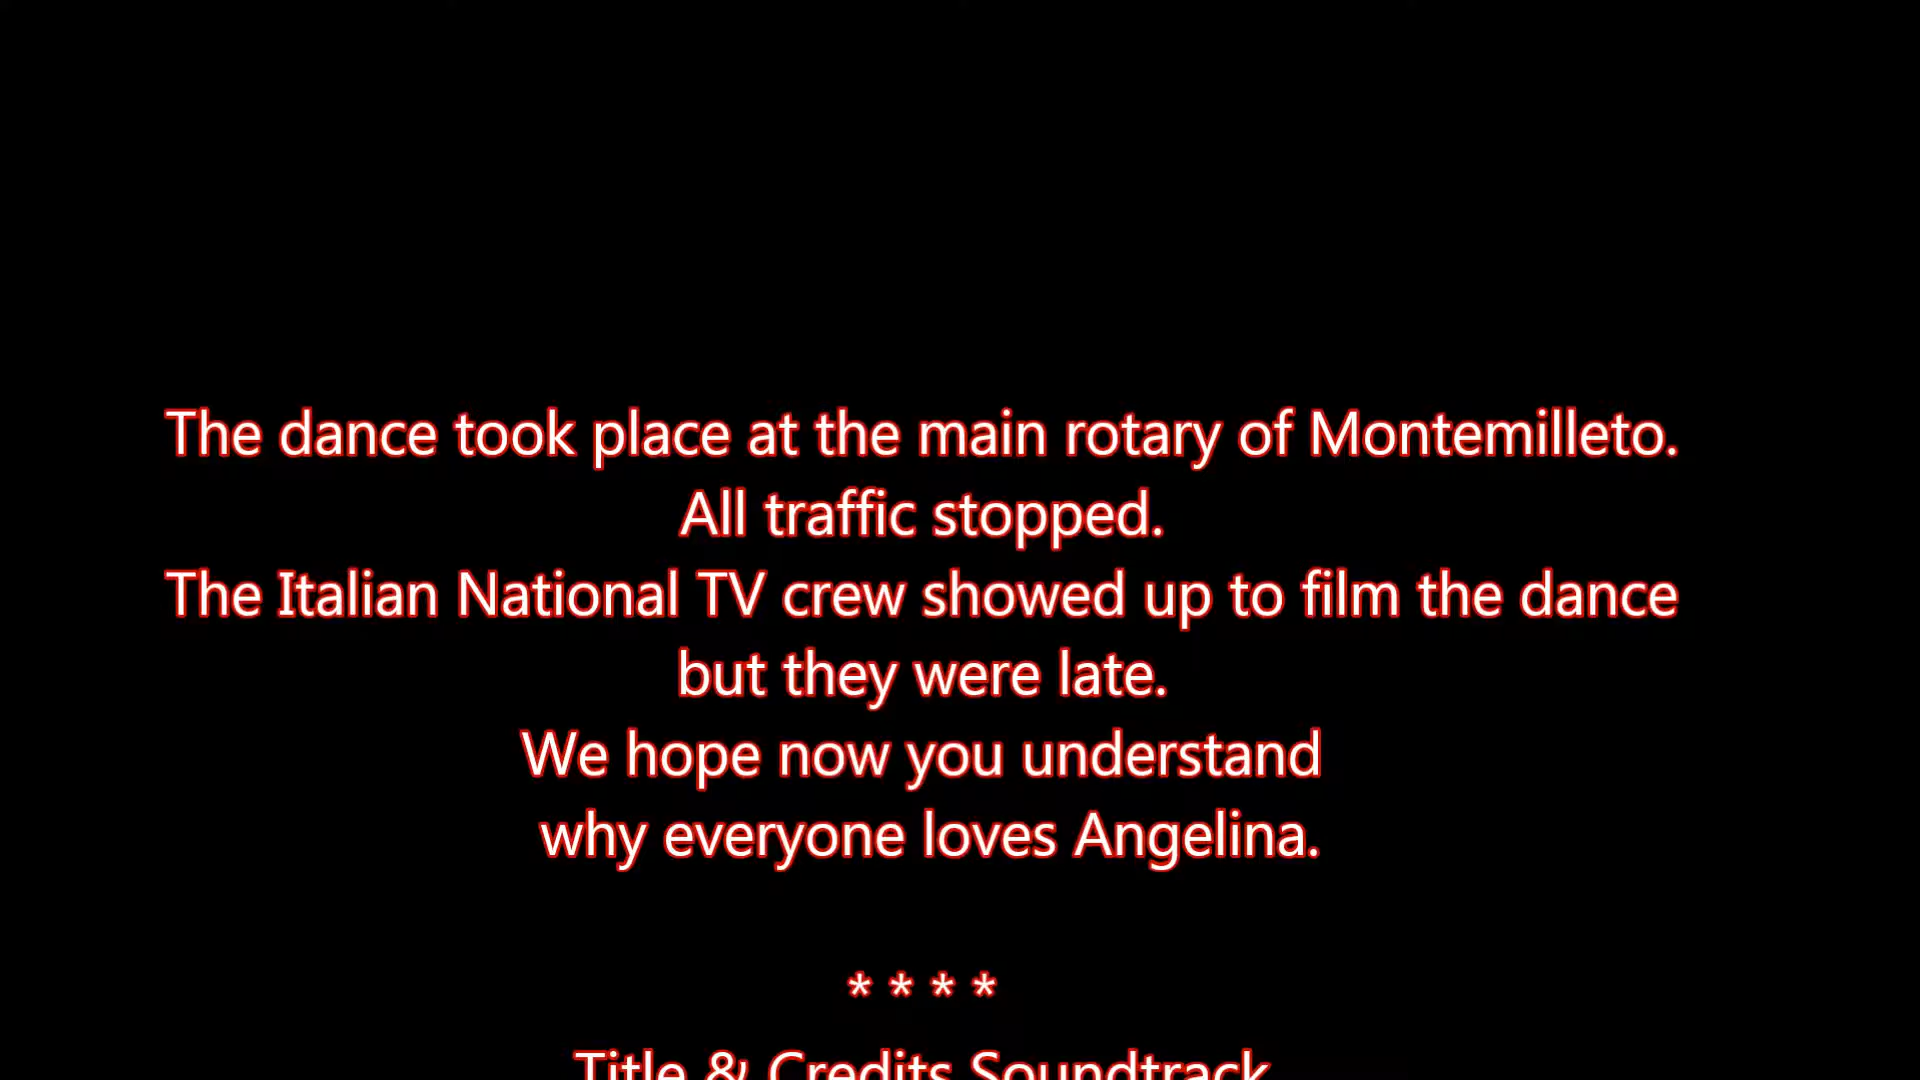 The dance took place at the main rotary of Montemilleto.
All traffic stopped.
The Italian National TV crew showed up to film the dance
but they were late.
We hope now you understand
why everyone loves Angelina.
* * * *
Title & Credits Soundtrack